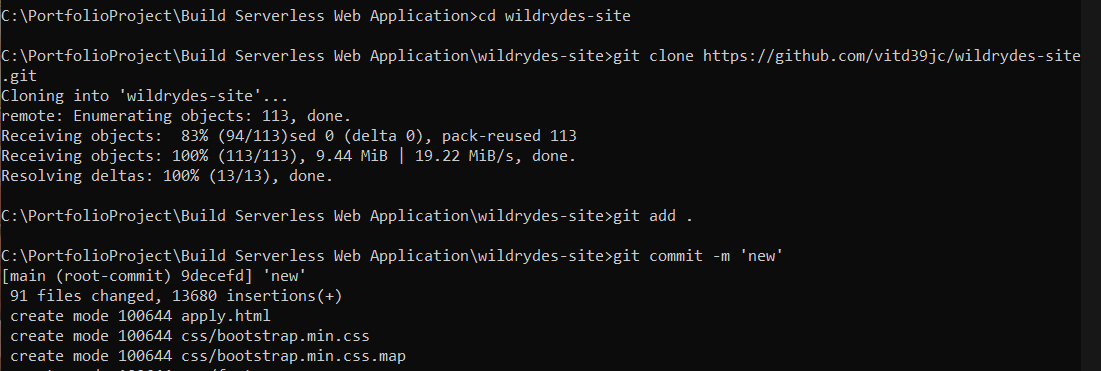 C:\PortfolioProject\Build Serverless Web Application>cd wildrydes-site
C:\PortfolioProject\Build Serverless Web Application\wildrydes-site>git clone https://github.com/vitd39jc/wildrydes-site
.git
Cloning into 'wildrydes-site'...
remote: Enumerating objects: 113, done.
Receiving objects:  83% (94/113)sed 0 (delta 0), pack-reused 113
Receiving objects: 100% (113/113), 9.44 MiB | 19.22 MiB/s, done.
Resolving deltas: 100% (13/13), done.
C:\PortfolioProject\Build Serverless Web Application\wildrydes-site>git add .
C:\PortfolioProject\Build Serverless Web Application\wildrydes-site>git commit -m 'new'
[main (root-commit) 9decefd] 'new'
 91 files changed, 13680 insertions(+)
 create mode 100644 apply.html
 create mode 100644 css/bootstrap.min.css
 create mode 100644 css/bootstrap.min.css.map